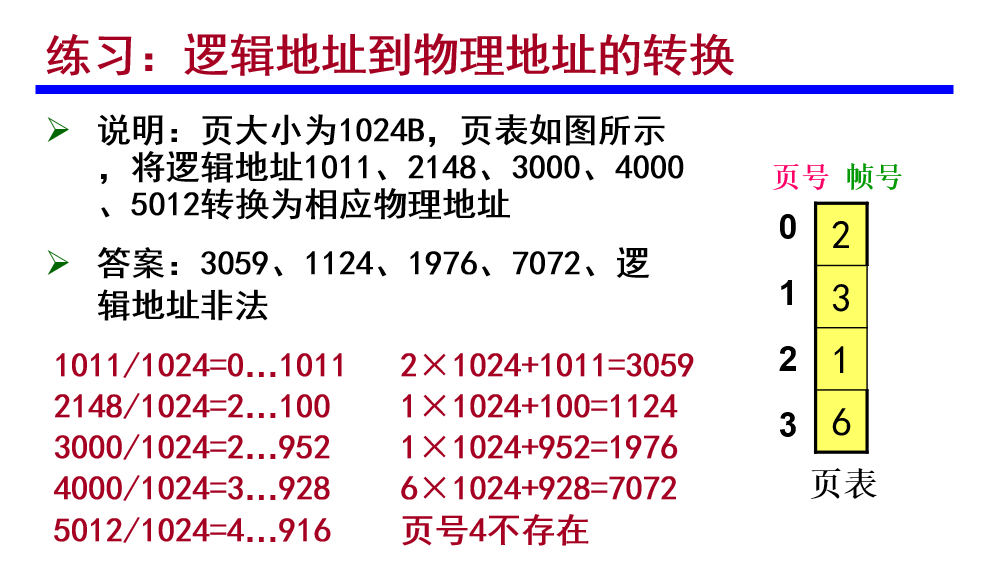 练习：逻辑地址到物理地址的转换
说明：页大小为1024B，页表如图所示
，将逻辑地址1011、2148、3000、4000
、5012转换为相应物理地址
答案：3059、1124、1976、7072、逻
辑地址非法
1011/1024=0…1011 2×1024+1011=3059
2148/1024=2…100 1×1024+100=1124
3000/1024=2…952 1×1024+952=1976
4000/1024=3…928 6×1024+928=7072
5012/1024=4…916 页号4不存在
页号 帧号
0 2
1 3
2 1
3 6
页表